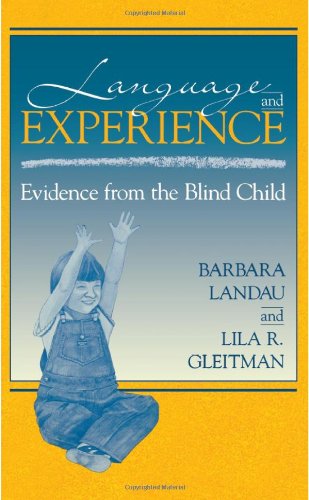 Language
and
EXPERIENCE
Evidence from the Blind Child
BARBARA
LANDAU
and
LILA R.
GLEITMAN